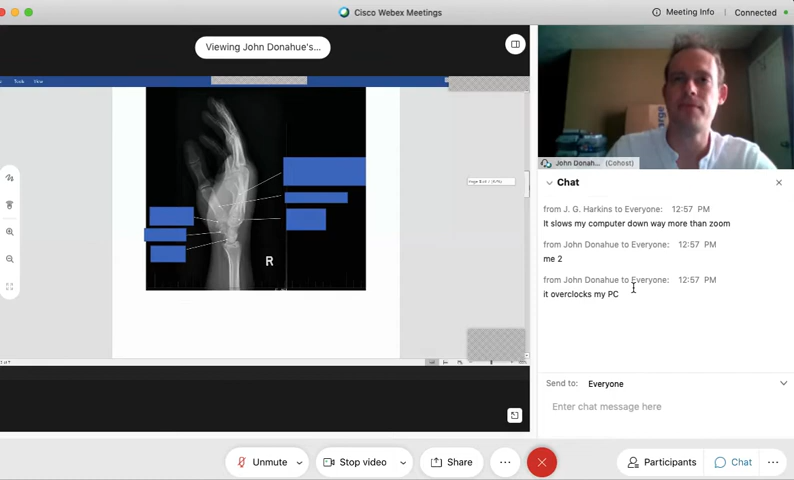 Cisco Webex Meetings
Meeting Info
Connected
Viewing John Donahue's...
Tools
View
R
John Donah... (Cohost)
Chat
from J. G. Harkins to Everyone: 12:57 PM
It slows my computer down way more than zoom
from John Donahue to Everyone: 12:57 PM
me 2
from John Donahue to Everyone: 12:57 PM
it overclocks my PC
Send to: Everyone
Enter chat message here
Unmute
Stop video
Share
Participants
Chat